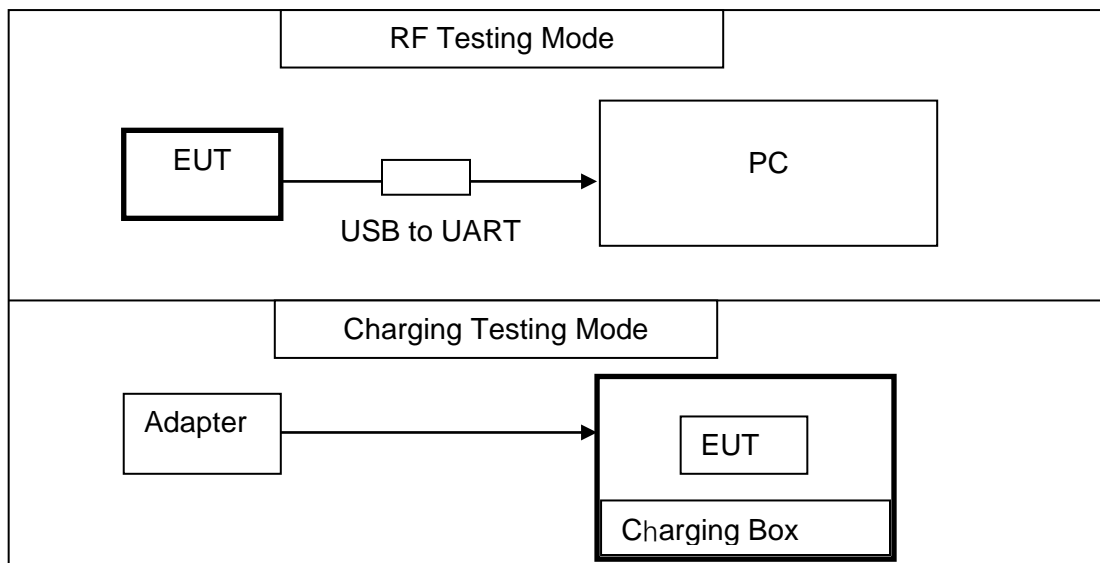 RF Testing Mode
EUT
PC
USB to UART
Charging Testing Mode
Adapter
EUT
Charging Box